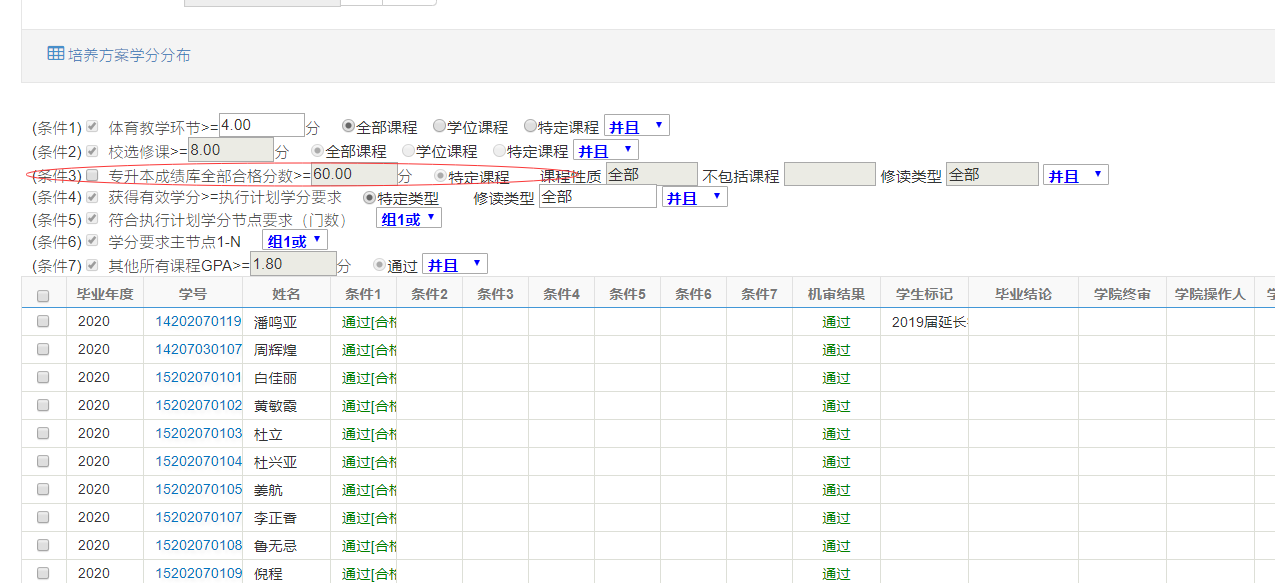 培养方案学分分布
(条件1) 体育教学环节>= 4.00 分 全部课程 学位课程 特定课程 并且
(条件2) 校选修课>= 8.00 分 全部课程 学位课程 特定课程 并且
(条件3) 专升本成绩库全部合格分数>= 60.00 分 特定课程 课程性质 全部 不包括课程 修读类型 全部 并且
(条件4) 获得有效学分>=执行计划学分要求 特定类型 修读类型 全部 并且
(条件5) 符合执行计划学分节点要求（门数） 组1或
(条件6) 学分要求主节点1-N 组1或
(条件7) 其他所有课程GPA>= 1.80 分 通过 并且
毕业年度 学号 姓名 条件1 条件2 条件3 条件4 条件5 条件6 条件7 机审结果 学生标记 毕业结论 学院终审 学院操作人
2020 14202070119 潘鸣亚 通过[合格 通过 2019届延长
2020 14207030107 周辉煌 通过[合格 通过
2020 15202070101 白佳丽 通过[合格 通过
2020 15202070102 黄敏霞 通过[合格 通过
2020 15202070103 杜立 通过[合格 通过
2020 15202070104 杜兴亚 通过[合格 通过
2020 15202070105 姜航 通过[合格 通过
2020 15202070107 李正香 通过[合格 通过
2020 15202070108 鲁无忌 通过[合格 通过
2020 15202070109 倪程 通过[合格 通过